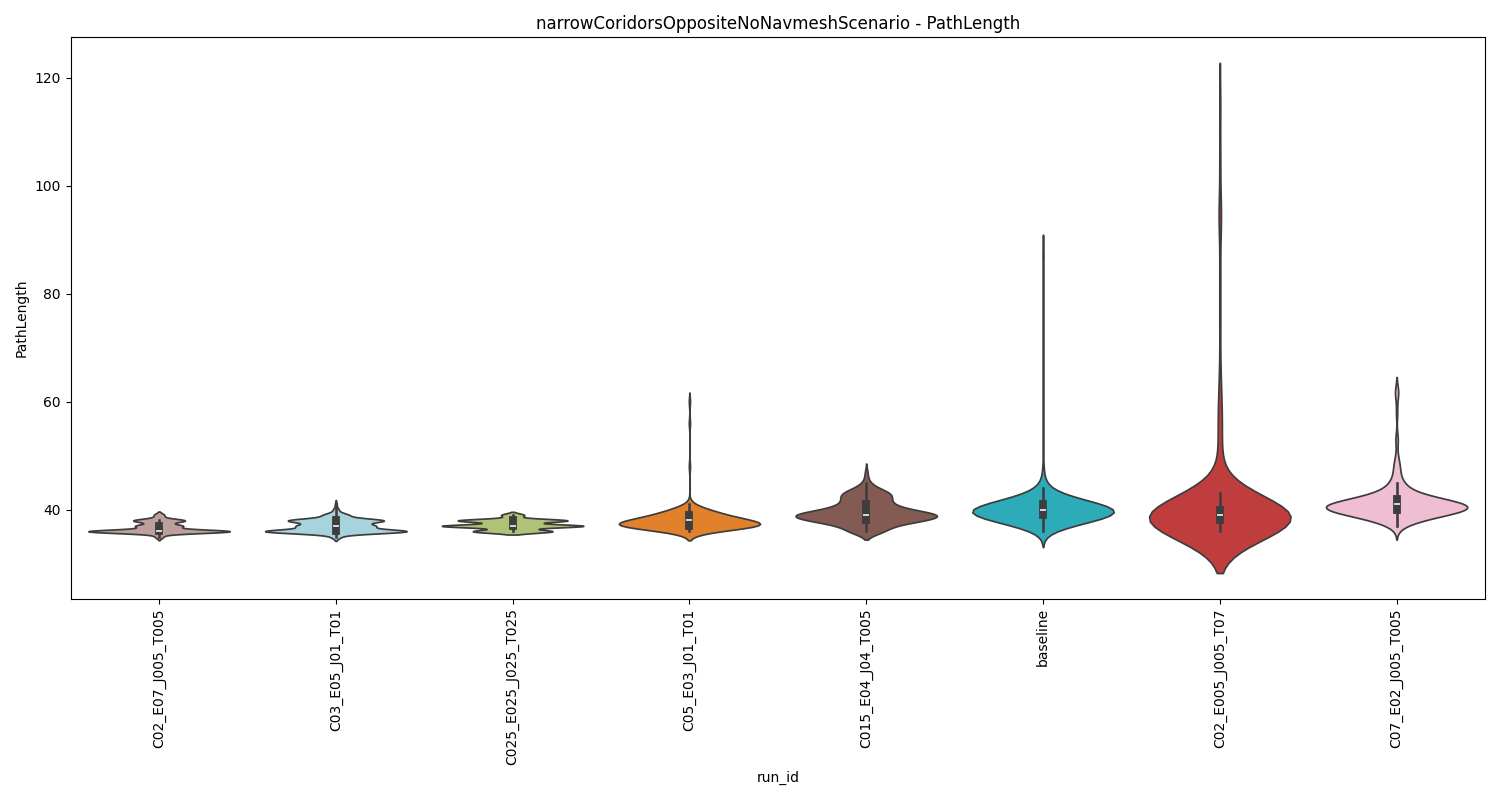 narrowCoridorsOppositeNoNavmeshScenario - PathLength
120
100
80
60
40
PathLength
C02_E07_J005_T005
C03_E05_J01_T01
C025_E025_J025_T025
C05_E03_J01_T01
C015_E04_J04_T005
baseline
C02_E005_J005_T07
C07_E02_J005_T005
run_id